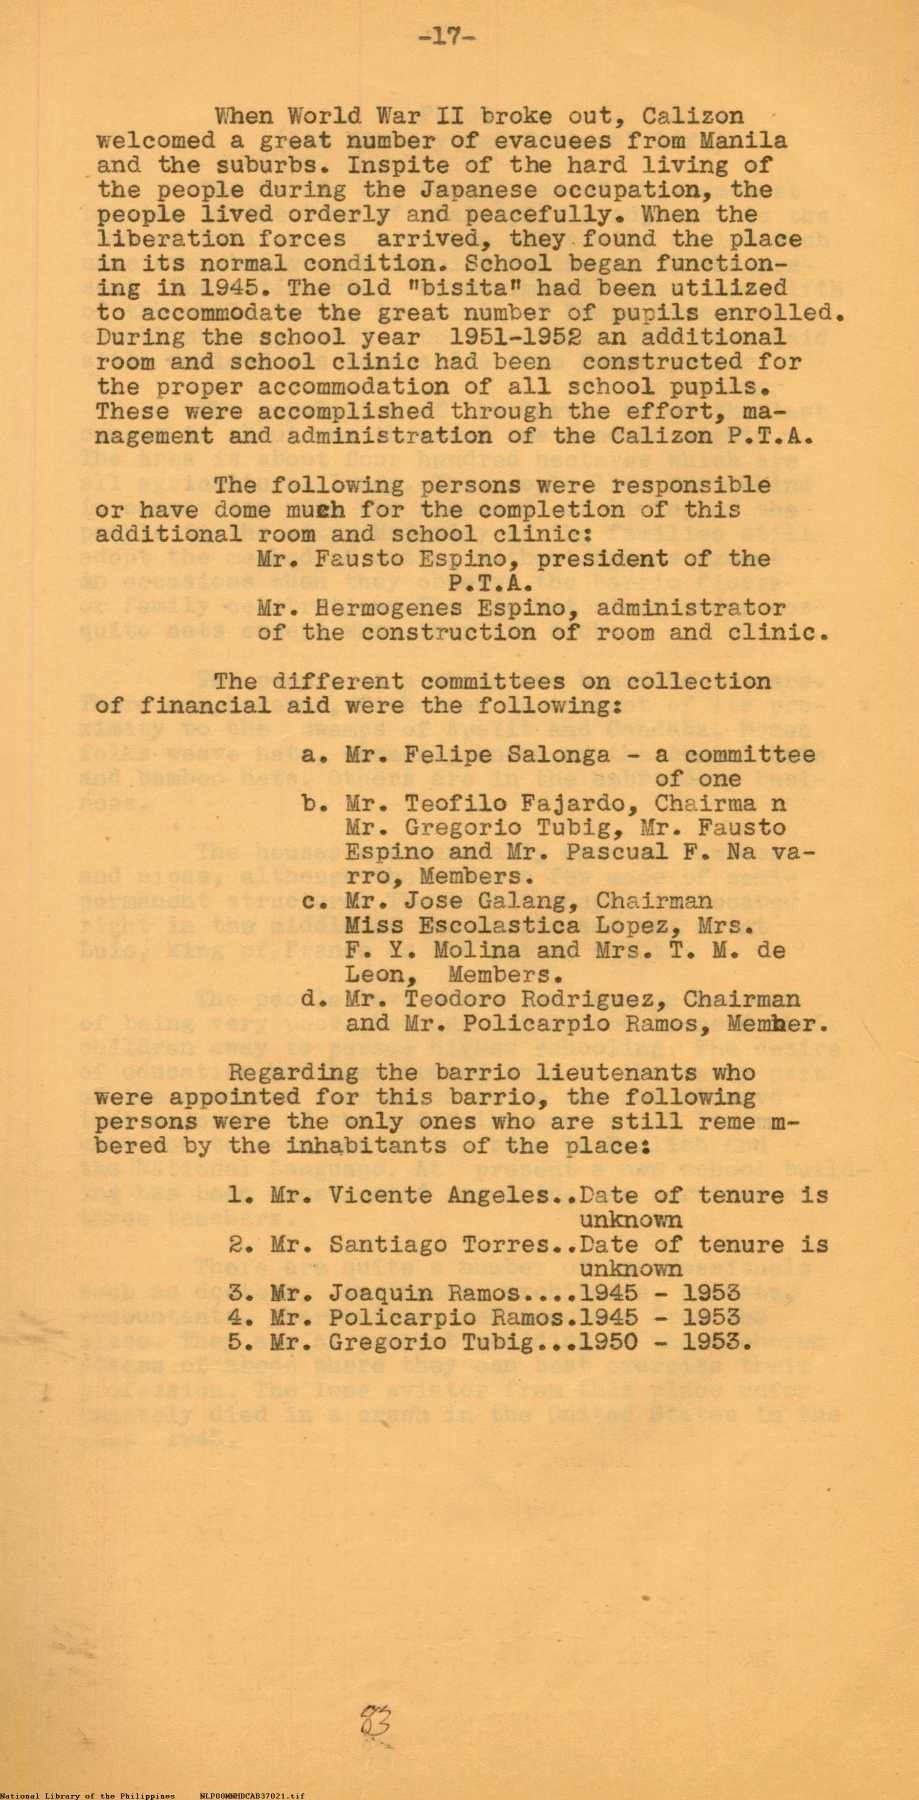 -17-
When World War II broke out, Calizon
welcomed a great number of evacuees from Manila
and the suburbs. Inspite of the hard living of
the people during the Japanese occupation, the
people lived orderly and peacefully. When the
liberation forces  arrived, they found the place
in its normal condition. School began function-
ing in 1945. The old "bisita" had been utilized
to accommodate the great number of pupils enrolled.
During the school year  1951-1952 an additional
room and school clinic had been  constructed for
the proper accommodation of all school pupils.
These were accomplished through the effort, ma-
nagement and administration of the Calizon P.T.A.
The following persons were responsible
or have dome much for the completion of this
additional room and school clinic:
Mr. Fausto Espino, president of the
P.T.A.
Mr. Hermogenes Espino, administrator
of the construction of room and clinic.
The different committees on collection
of financial aid were the following:
a. Mr. Felipe Salonga - a committee
of one
b. Mr. Teofilo Fajardo, Chairma n
Mr. Gregorio Tubig, Mr. Fausto
Espino and Mr. Pascual F. Na va-
rro, Members.
c. Mr. Jose Galang, Chairman
Miss Escolastica Lopez, Mrs.
F. Y. Molina and Mrs. T. M. de
Leon,  Members.
d. Mr. Teodoro Rodriguez, Chairman
and Mr. Policarpio Ramos, Member.
Regarding the barrio lieutenants who
were appointed for this barrio, the following
persons were the only ones who are still reme m-
bered by the inhabitants of the place:
1. Mr. Vicente Angeles..Date of tenure is
unknown
2. Mr. Santiago Torres..Date of tenure is
unknown
3. Mr. Joaquin Ramos....1945 - 1953
4. Mr. Policarpio Ramos.1945 - 1953
5. Mr. Gregorio Tubig...1950 - 1953.
83
National Library of the Philippines